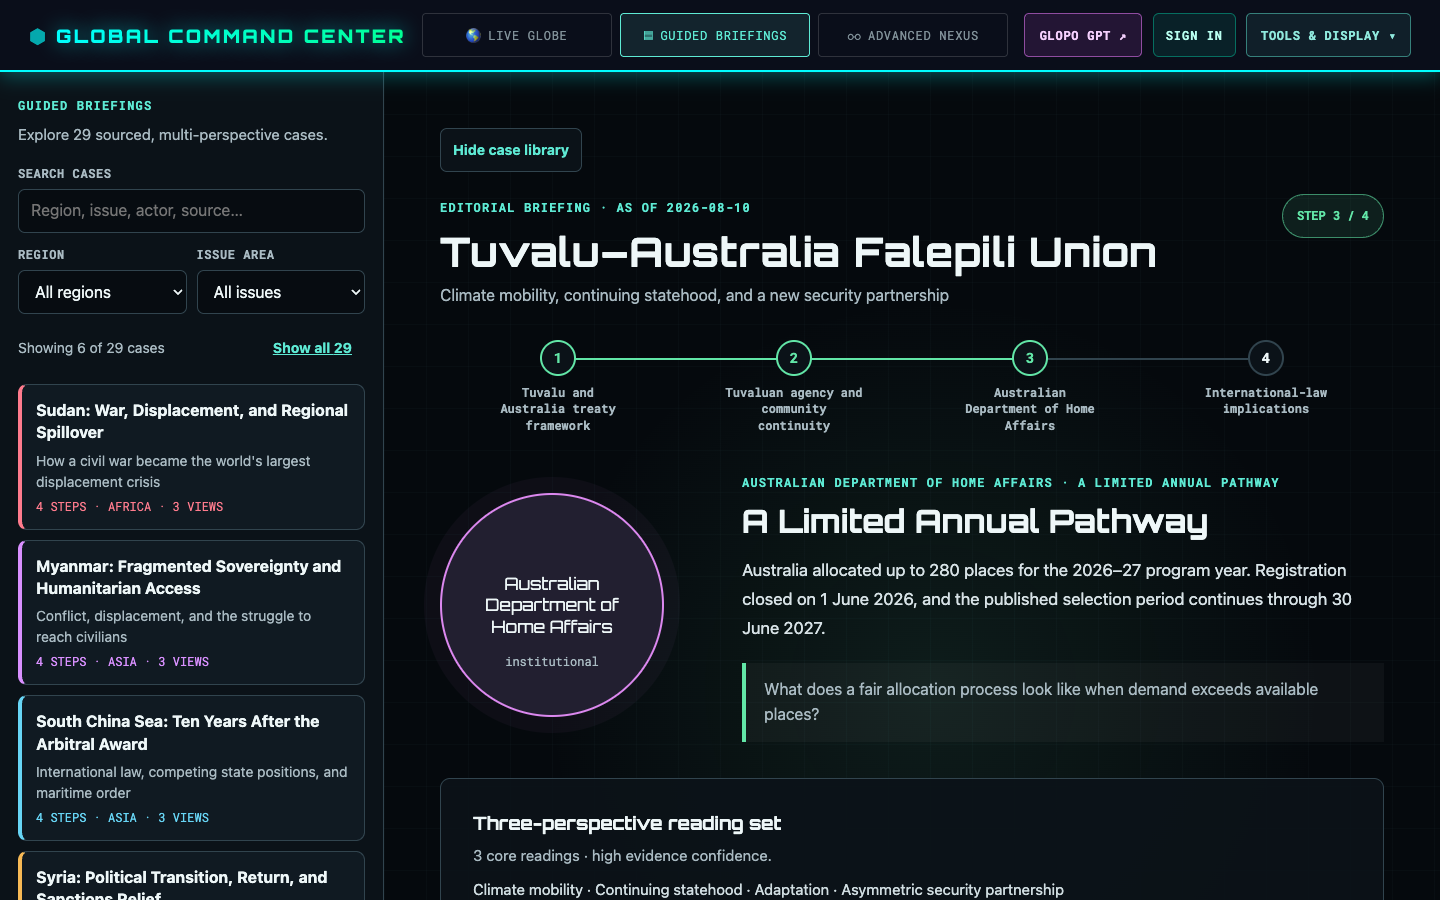 GLOBAL COMMAND CENTER
LIVE GLOBE
GUIDED BRIEFINGS
ADVANCED NEXUS
GLOPO GPT ↗
SIGN IN
TOOLS & DISPLAY ▾
GUIDED BRIEFINGS
Explore 29 sourced, multi-perspective cases.
SEARCH CASES
Region, issue, actor, source...
REGION
ISSUE AREA
All regions
All issues
Showing 6 of 29 cases
Show all 29
Sudan: War, Displacement, and Regional
Spillover
How a civil war became the world's largest
displacement crisis
4 STEPS · AFRICA · 3 VIEWS
Myanmar: Fragmented Sovereignty and
Humanitarian Access
Conflict, displacement, and the struggle to
reach civilians
4 STEPS · ASIA · 3 VIEWS
South China Sea: Ten Years After the
Arbitral Award
International law, competing state positions, and
maritime order
4 STEPS · ASIA · 3 VIEWS
Syria: Political Transition, Return, and
Sanctions Relief
Hide case library
EDITORIAL BRIEFING · AS OF 2026-08-10
STEP 3 / 4
Tuvalu–Australia Falepili Union
Climate mobility, continuing statehood, and a new security partnership
1
2
3
4
Tuvalu and
Australia treaty
framework
Tuvaluan agency and
community
continuity
Australian
Department of Home
Affairs
International-law
implications
Australian
Department of
Home Affairs
institutional
AUSTRALIAN DEPARTMENT OF HOME AFFAIRS · A LIMITED ANNUAL PATHWAY
A Limited Annual Pathway
Australia allocated up to 280 places for the 2026–27 program year. Registration
closed on 1 June 2026, and the published selection period continues through 30
June 2027.
What does a fair allocation process look like when demand exceeds available
places?
Three-perspective reading set
3 core readings · high evidence confidence.
Climate mobility · Continuing statehood · Adaptation · Asymmetric security partnership